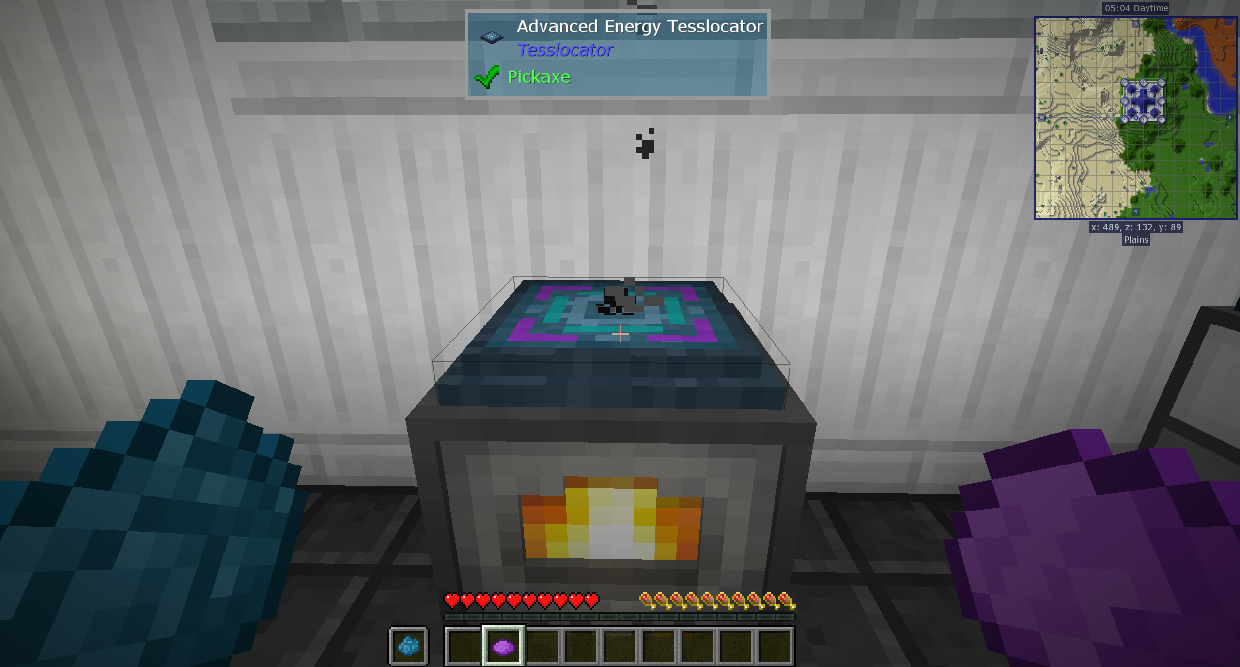 Advanced Energy Tesslocator
Tesslocator
Pickaxe
05:04 Daytime
x: 489, z: 132, y: 89
Plains